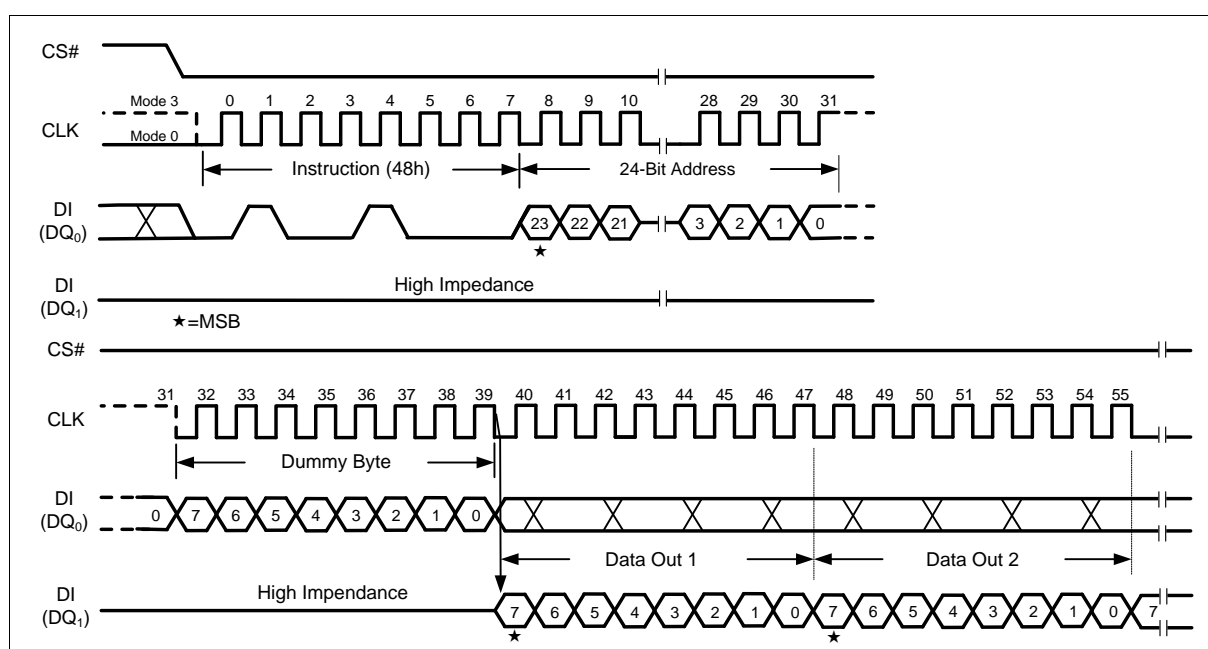 CS#
Mode 3 0 1 2 3 4 5 6 7 8 9 10 28 29 30 31
CLK
Mode 0
Instruction (48h) 24-Bit Address
DI
(DQ0) 23 22 21 3 2 1 0
★
High Impedance
DI
(DQ1)
★=MSB
CS#
31 32 33 34 35 36 37 38 39 40 41 42 43 44 45 46 47 48 49 50 51 52 53 54 55
CLK
Dummy Byte
DI
(DQ0) 0 7 6 5 4 3 2 1 0
Data Out 1 Data Out 2
High Impendance
DI
(DQ1) 7 6 5 4 3 2 1 0 7 6 5 4 3 2 1 0 7
★ ★